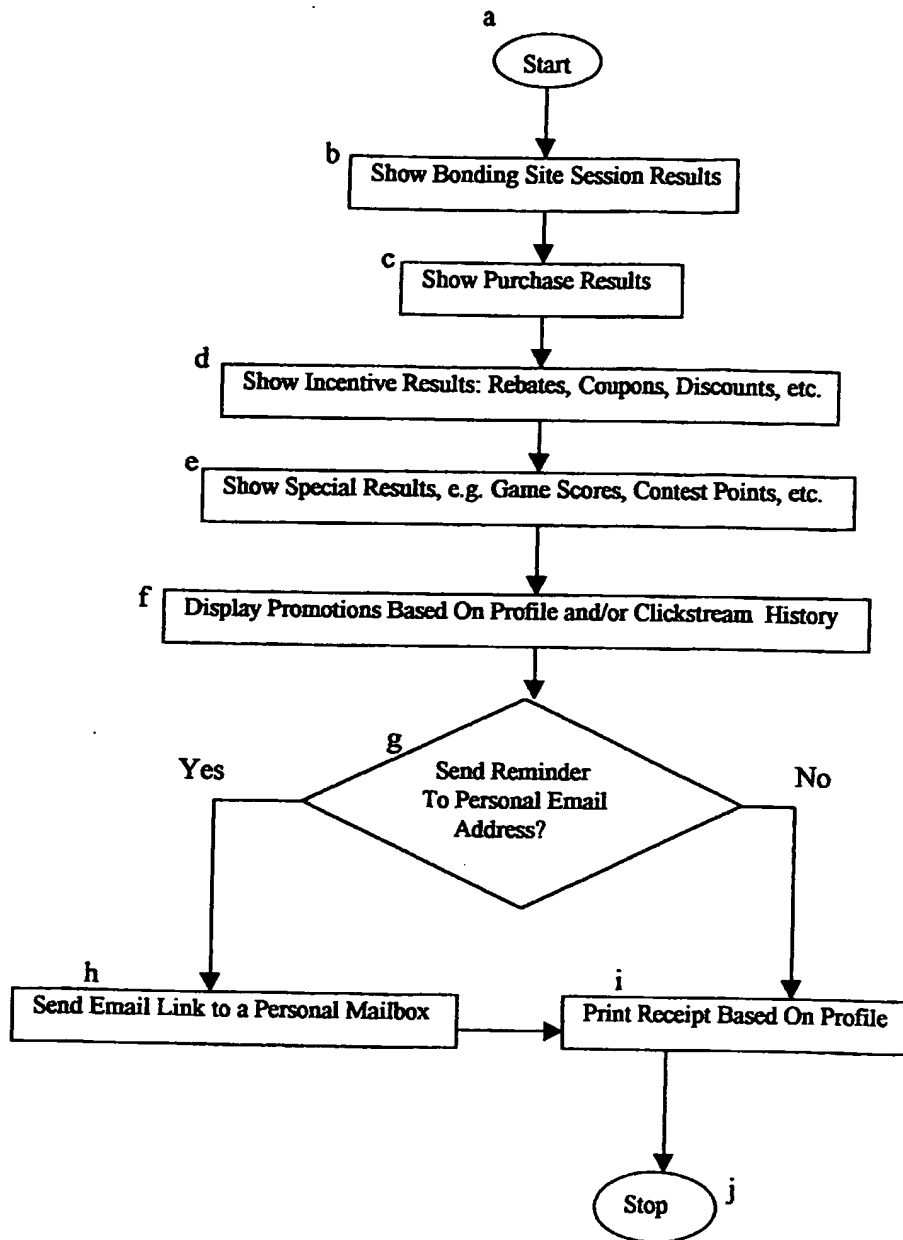 a
Start
b
Show Bonding Site Session Results
c
Show Purchase Results
d
Show Incentive Results: Rebates, Coupons, Discounts, etc.
e
Show Special Results, e.g. Game Scores, Contest Points, etc.
f
Display Promotions Based On Profile and/or Clickstream History
g
Send Reminder
To Personal Email
Address?
Yes
No
h
Send Email Link to a Personal Mailbox
i
Print Receipt Based On Profile
Stop
j